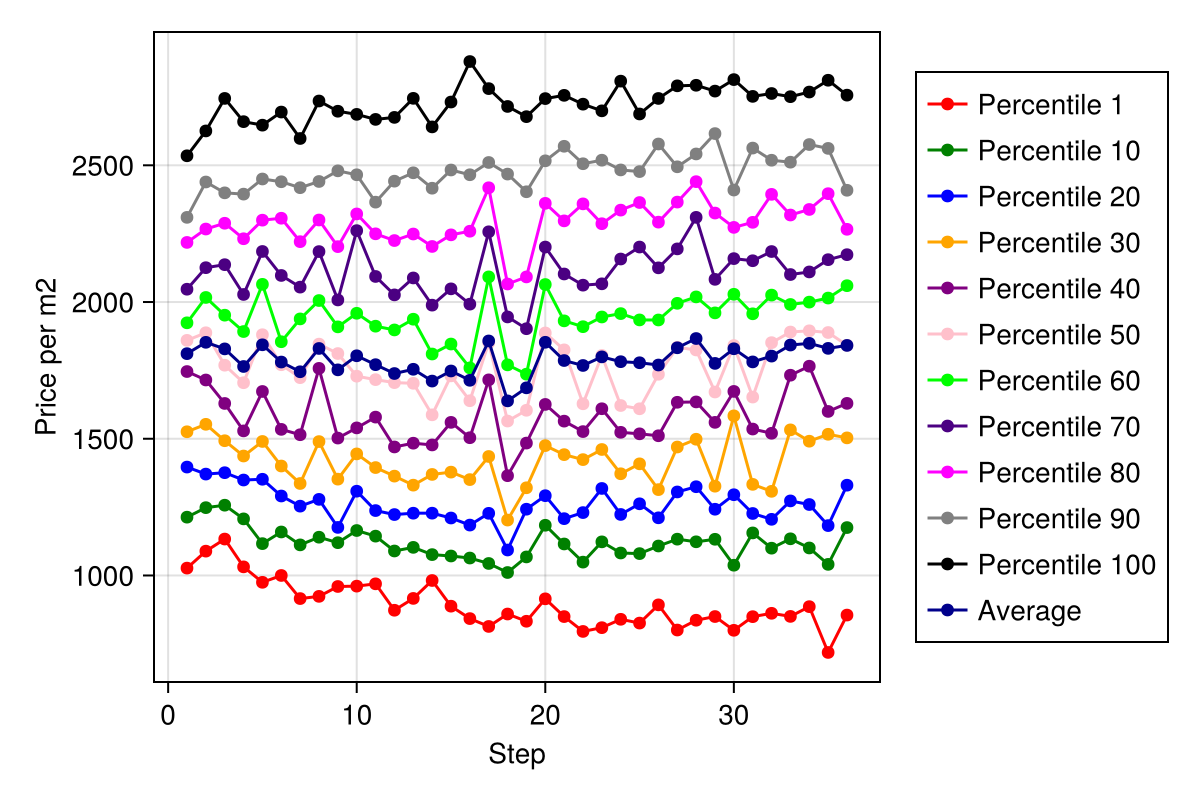 2500
2000
1500
1000
Price per m2
0 10 20 30
Step
Percentile 1
Percentile 10
Percentile 20
Percentile 30
Percentile 40
Percentile 50
Percentile 60
Percentile 70
Percentile 80
Percentile 90
Percentile 100
Average